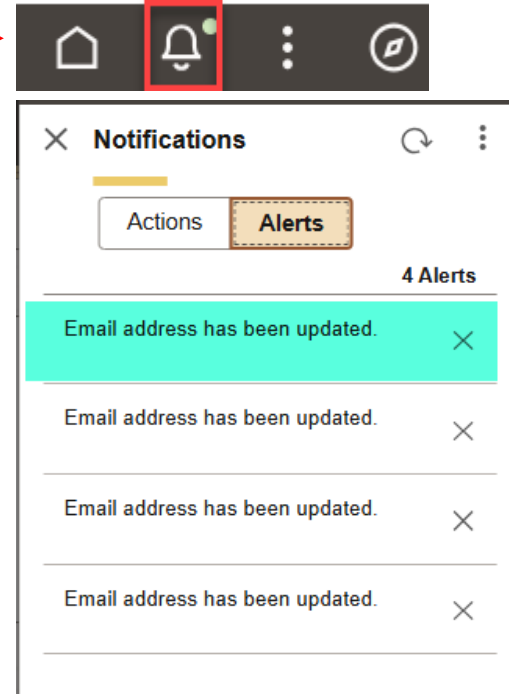 Notifications
Actions
Alerts
4 Alerts
Email address has been updated.
Email address has been updated.
Email address has been updated.
Email address has been updated.